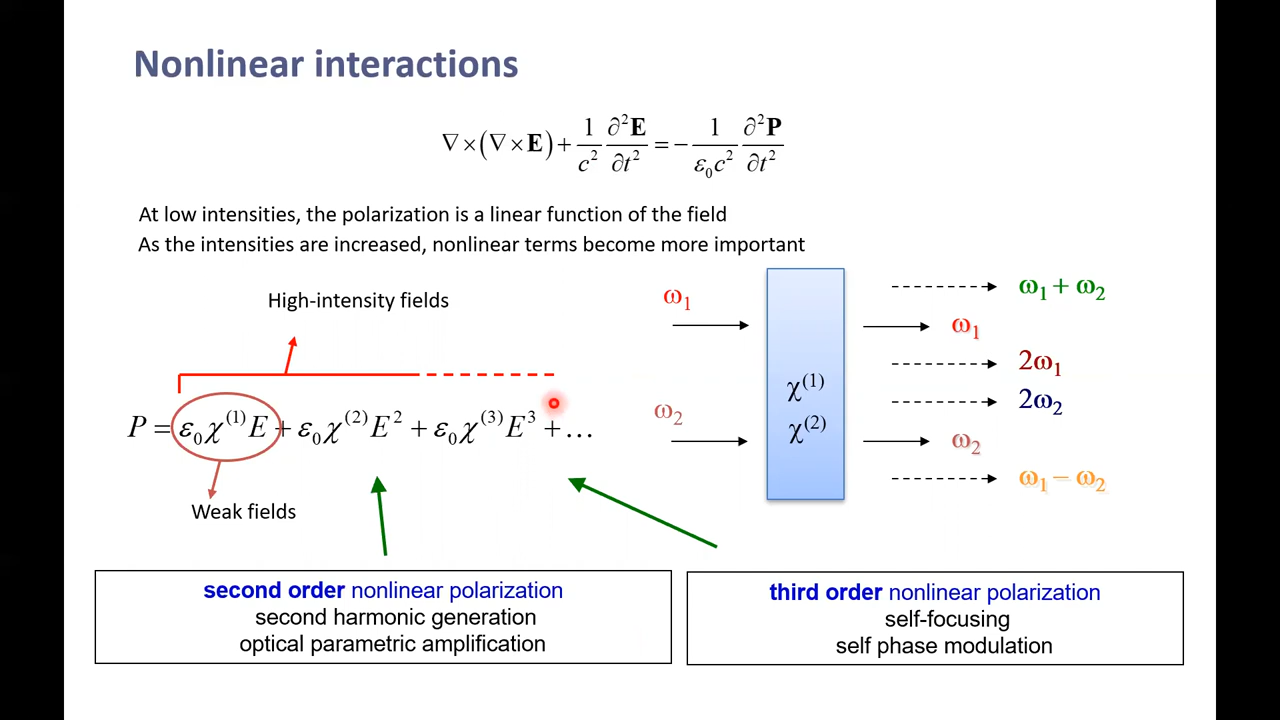 Nonlinear interactions
∇×(∇×E)+ 1/c² ∂²E/∂t² = − 1/ε₀c² ∂²P/∂t²
At low intensities, the polarization is a linear function of the field
As the intensities are increased, nonlinear terms become more important
High-intensity fields
P = ε₀χ⁽¹⁾E + ε₀χ⁽²⁾E² + ε₀χ⁽³⁾E³ + …
Weak fields
ω₁
ω₂
χ⁽¹⁾
χ⁽²⁾
ω₁ + ω₂
ω₁
2ω₁
2ω₂
ω₂
ω₁ − ω₂
second order nonlinear polarization
second harmonic generation
optical parametric amplification
third order nonlinear polarization
self-focusing
self phase modulation